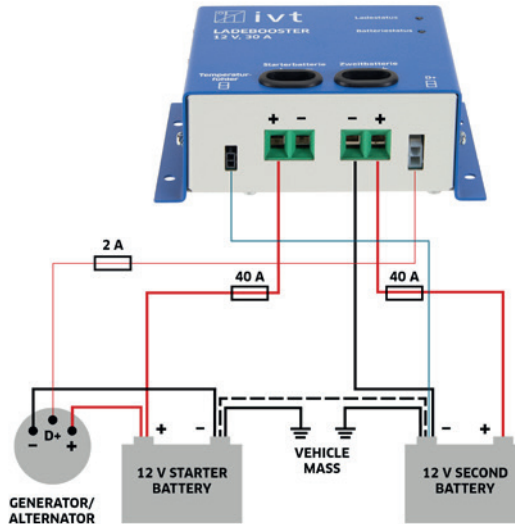 ivt
Ladestatus
LADEBOOSTER
12 V, 30 A
Batteriestatus
Starterbatterie
Zweitbatterie
Temperatur-
fühler
D+
+ −
− +
2 A
40 A
40 A
D+
− +
+ −
− +
12 V STARTER
BATTERY
VEHICLE
MASS
12 V SECOND
BATTERY
GENERATOR/
ALTERNATOR